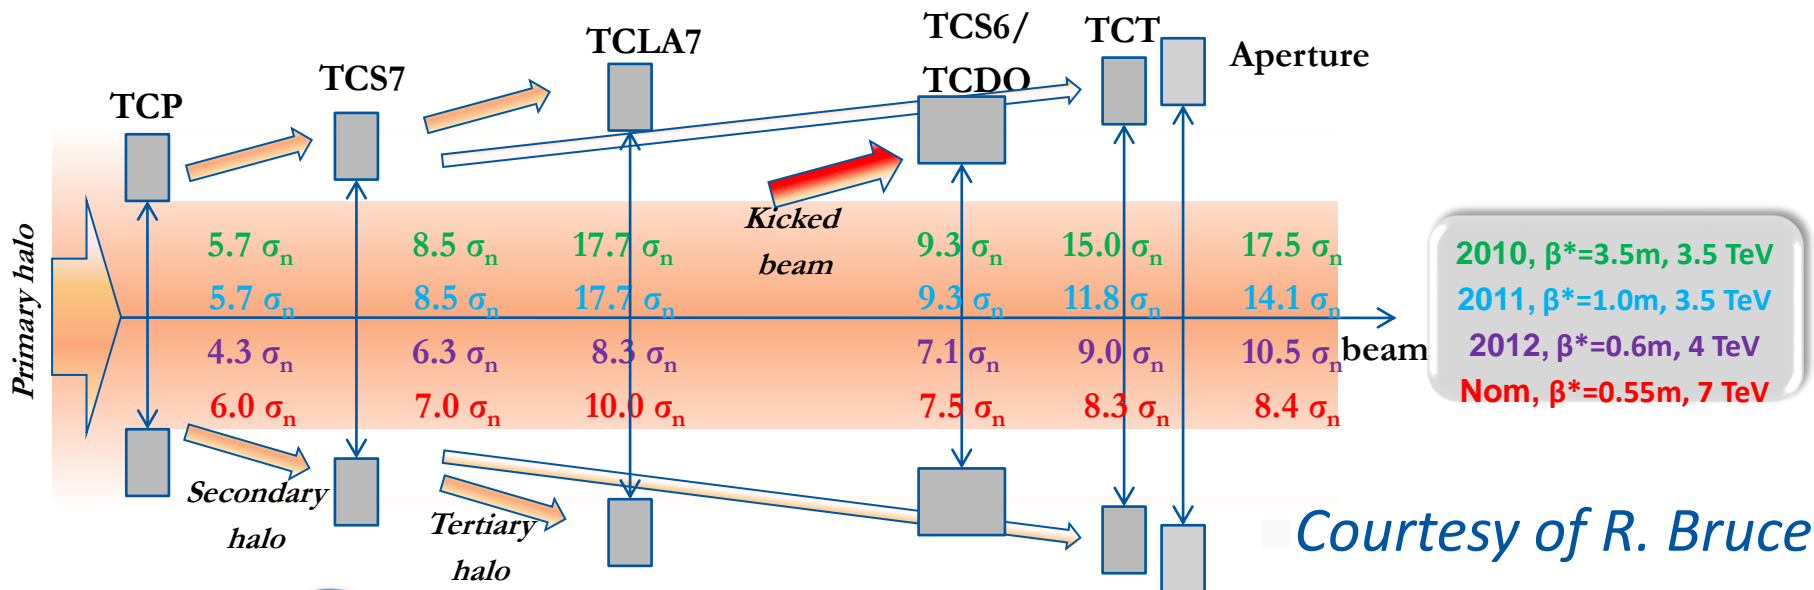 TCP
TCS7
TCLA7
TCS6/
TCDQ
TCT
Aperture
Primary halo
Kicked
beam
5.7 σn 8.5 σn 17.7 σn 9.3 σn 15.0 σn 17.5 σn
5.7 σn 8.5 σn 17.7 σn 9.3 σn 11.8 σn 14.1 σn
4.3 σn 6.3 σn 8.3 σn 7.1 σn 9.0 σn 10.5 σn
6.0 σn 7.0 σn 10.0 σn 7.5 σn 8.3 σn 8.4 σn
beam
2010, β*=3.5m, 3.5 TeV
2011, β*=1.0m, 3.5 TeV
2012, β*=0.6m, 4 TeV
Nom, β*=0.55m, 7 TeV
Secondary
halo
Tertiary
halo
Courtesy of R. Bruce